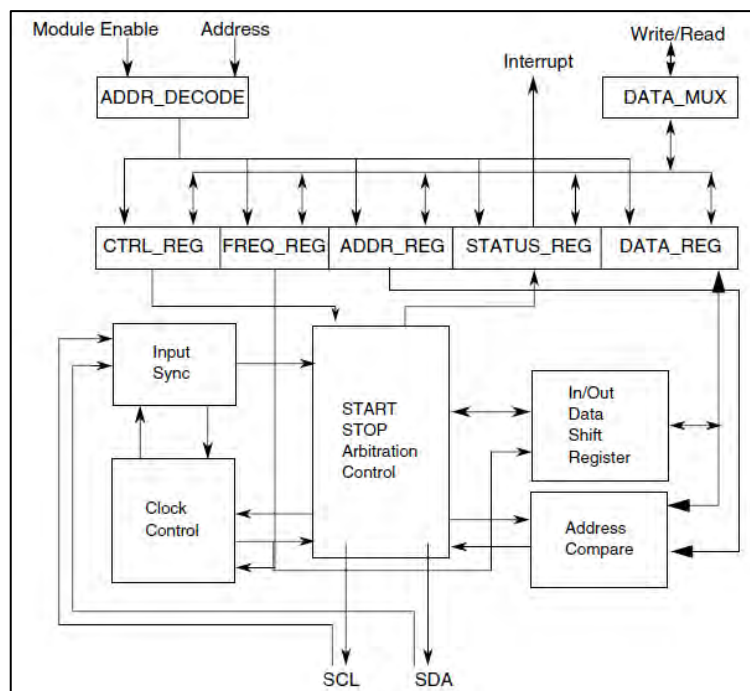 Module Enable
Address
Write/Read
Interrupt
ADDR_DECODE
DATA_MUX
CTRL_REG
FREQ_REG
ADDR_REG
STATUS_REG
DATA_REG
Input
Sync
START
STOP
Arbitration
Control
In/Out
Data
Shift
Register
Clock
Control
Address
Compare
SCL
SDA